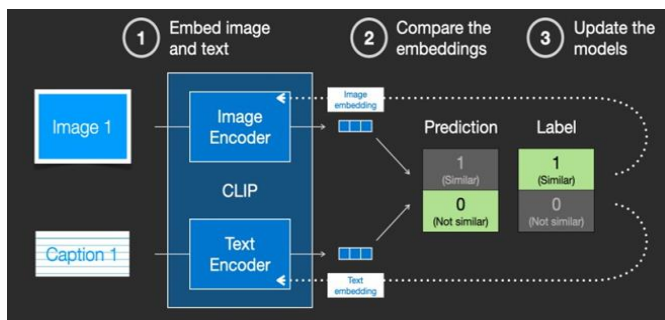 1
Embed image
and text
2
Compare the
embeddings
3
Update the
models
Image 1
Image
Encoder
CLIP
Caption 1
Text
Encoder
Image
embedding
Text
embedding
Prediction
1
(Similar)
0
(Not similar)
Label
1
(Similar)
0
(Not similar)